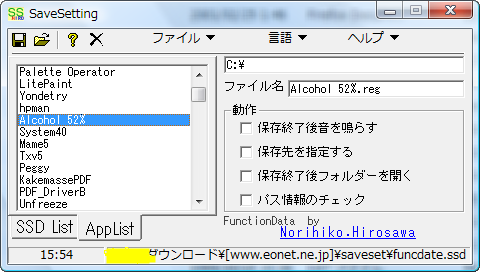 SaveSetting
ファイル ▼ 言語 ▼ ヘルプ ▼
Palette Operator
LitePaint
Yondetry
hpman
Alcohol 52%
System40
Mame5
Txv5
Peggy
KakemassePDF
PDF_DriverB
Unfreeze
SSD List AppList
C:¥
ファイル名 Alcohol 52%.reg
動作
保存終了後音を鳴らす
保存先を指定する
保存終了後フォルダーを開く
パス情報のチェック
FunctionData by
Norihiko.Hirosawa
15:54 ダウンロード¥[www.eonet.ne.jp]¥saveset¥funcdate.ssd